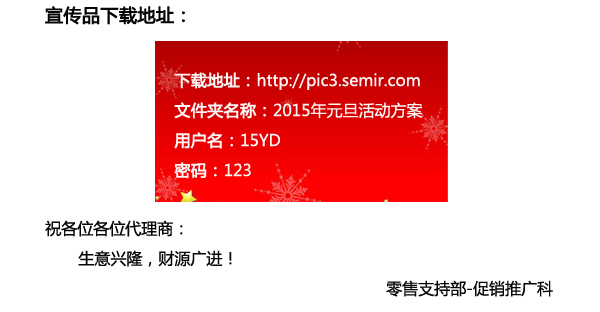 宣传品下载地址：
下载地址：http://pic3.semir.com
文件夹名称：2015年元旦活动方案
用户名：15YD
密码：123
祝各位各位代理商：
生意兴隆，财源广进！
零售支持部-促销推广科